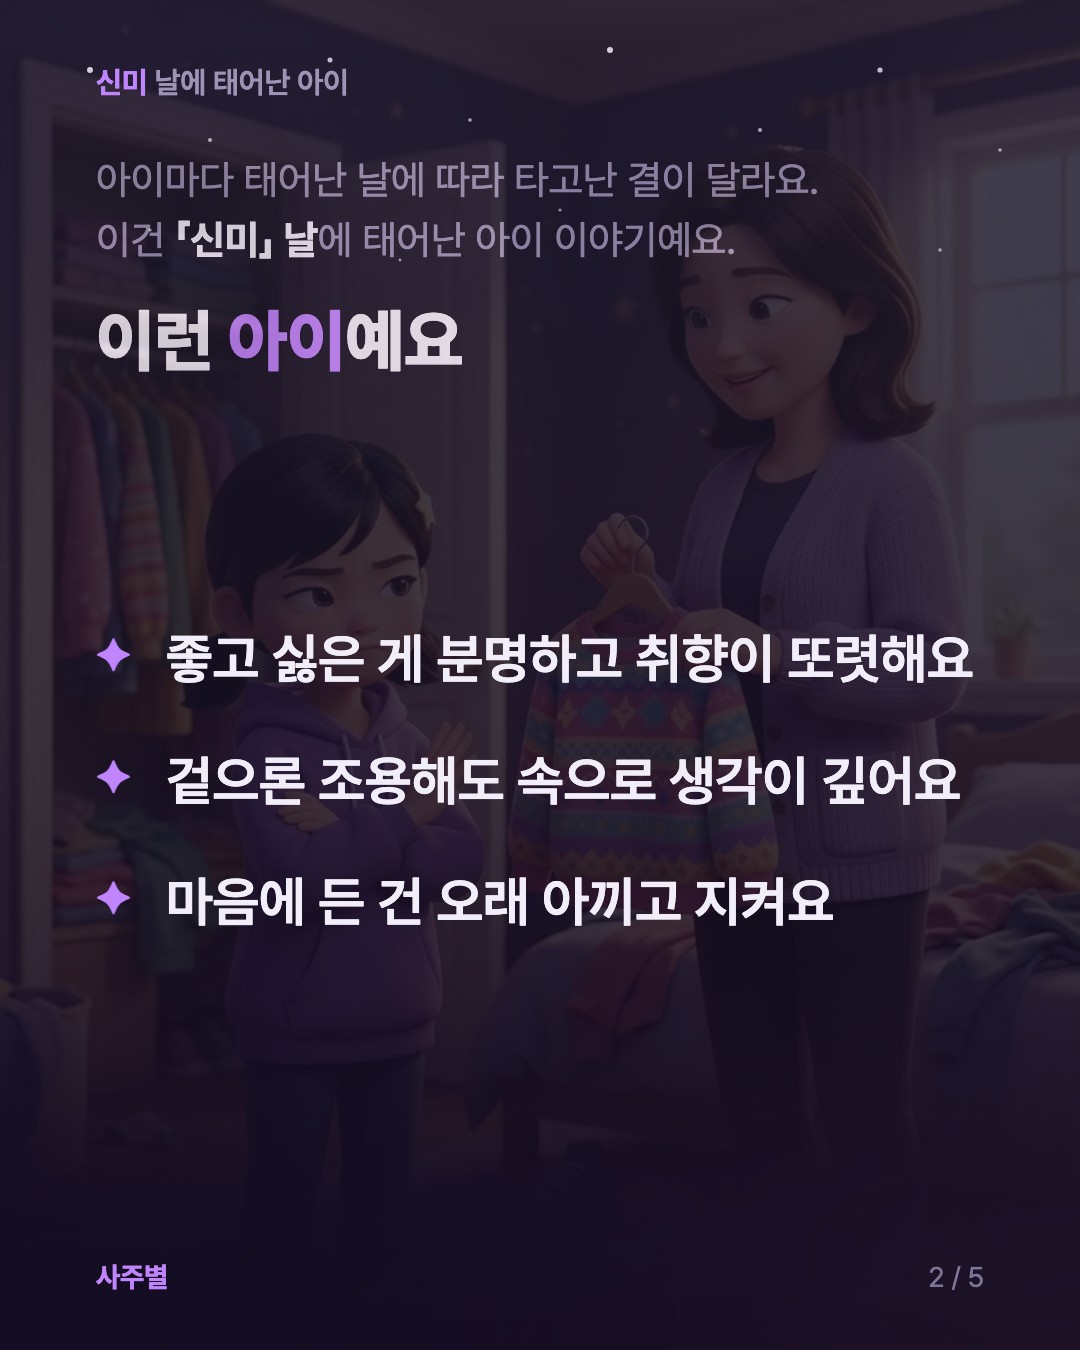 신미 날에 태어난 아이
아이마다 태어난 날에 따라 타고난 결이 달라요.
이건 「신미」 날에 태어난 아이 이야기예요.
이런 아이예요
좋고 싫은 게 분명하고 취향이 또렷해요
겉으론 조용해도 속으로 생각이 깊어요
마음에 든 건 오래 아끼고 지켜요
사주별
2 / 5